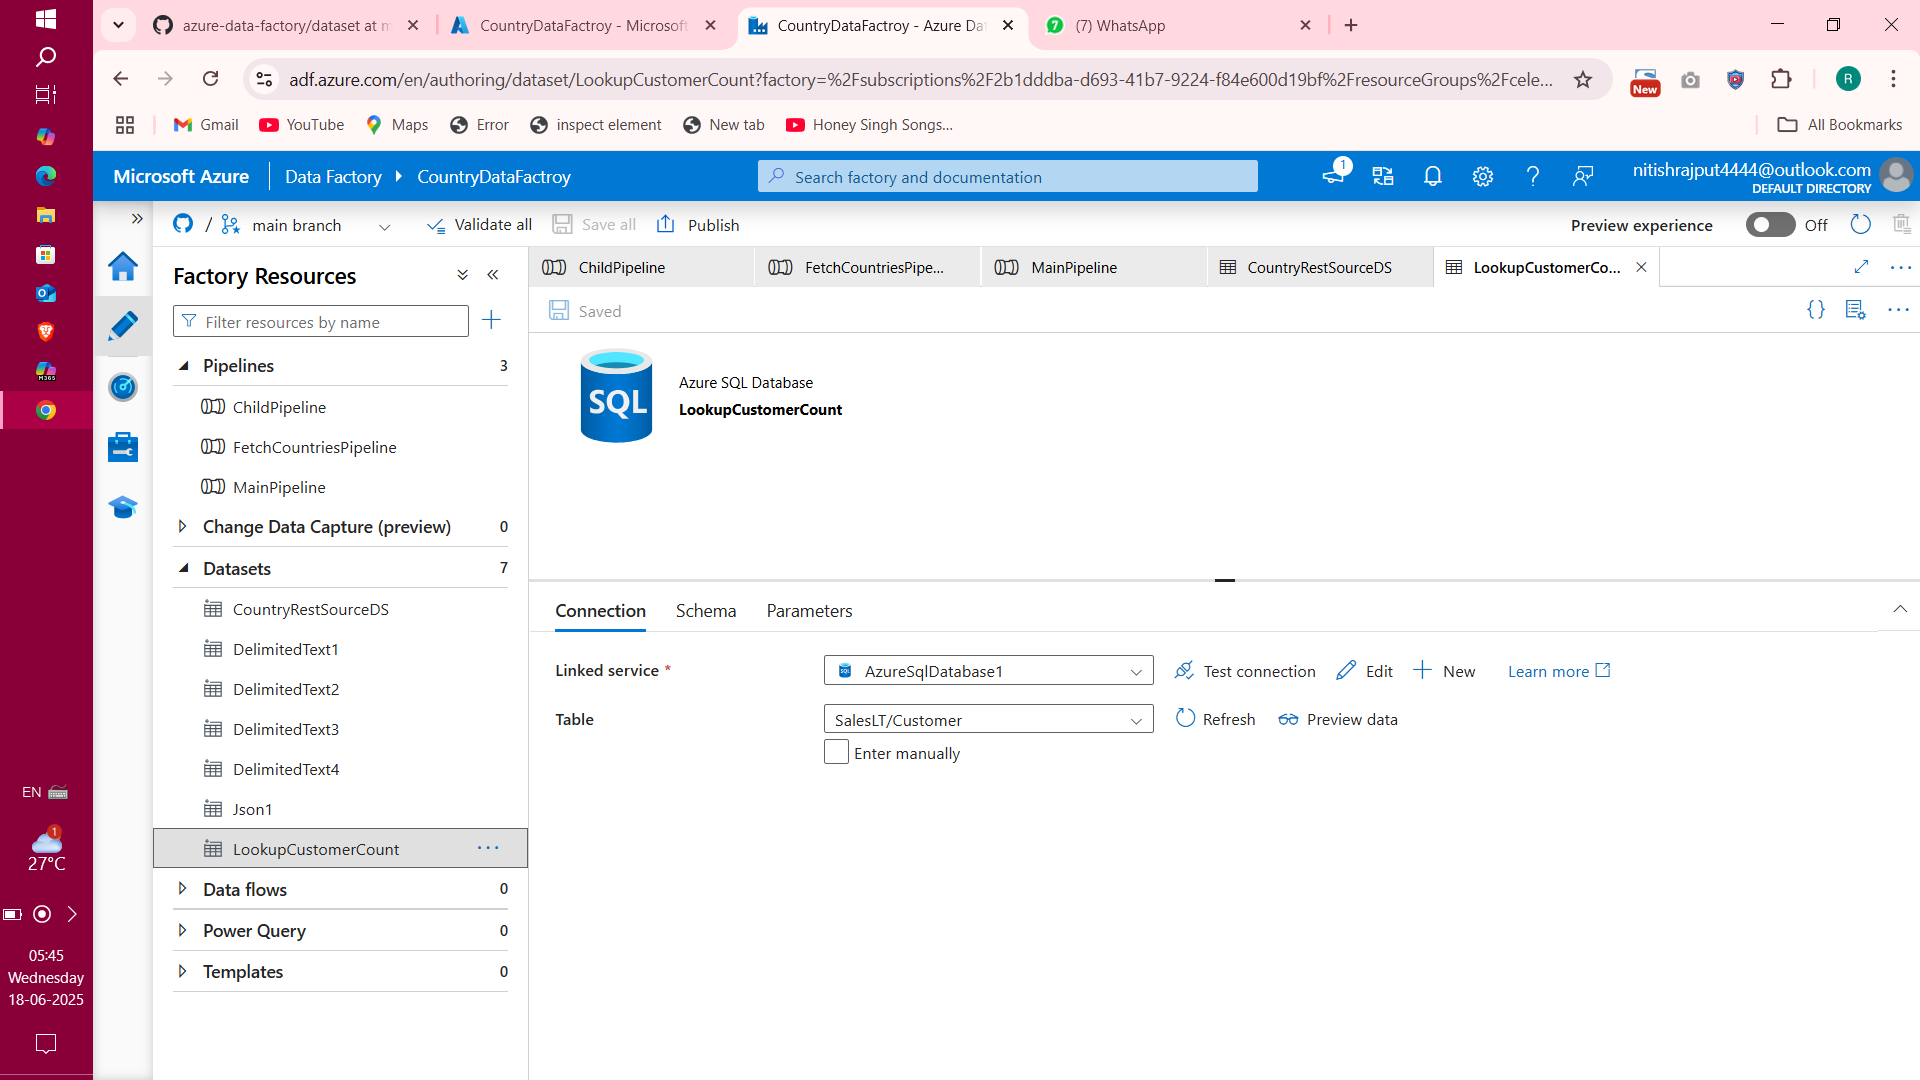 azure-data-factory/dataset at m
CountryDataFactroy - Microsoft
CountryDataFactroy - Azure Dat
7
(7) WhatsApp
adf.azure.com/en/authoring/dataset/LookupCustomerCount?factory=%2Fsubscriptions%2F2b1dddba-d693-41b7-9224-f84e600d19bf%2FresourceGroups%2Fcele...
New
R
Gmail
YouTube
Maps
Error
inspect element
New tab
Honey Singh Songs...
All Bookmarks
Microsoft Azure
Data Factory
CountryDataFactroy
Search factory and documentation
1
nitishrajput4444@outlook.com
DEFAULT DIRECTORY
/
main branch
Validate all
Save all
Publish
Preview experience
Off
Factory Resources
Filter resources by name
Pipelines 3
ChildPipeline
FetchCountriesPipeline
MainPipeline
Change Data Capture (preview) 0
Datasets 7
CountryRestSourceDS
DelimitedText1
DelimitedText2
DelimitedText3
DelimitedText4
Json1
LookupCustomerCount
Data flows 0
Power Query 0
Templates 0
ChildPipeline
FetchCountriesPipe...
MainPipeline
CountryRestSourceDS
LookupCustomerCo...
Saved
{}
SQL
Azure SQL Database
LookupCustomerCount
Connection
Schema
Parameters
Linked service *
SQL
AzureSqlDatabase1
Test connection
Edit
New
Learn more
Table
SalesLT/Customer
Refresh
Preview data
Enter manually
M365
EN
1
27°C
05:45
Wednesday
18-06-2025